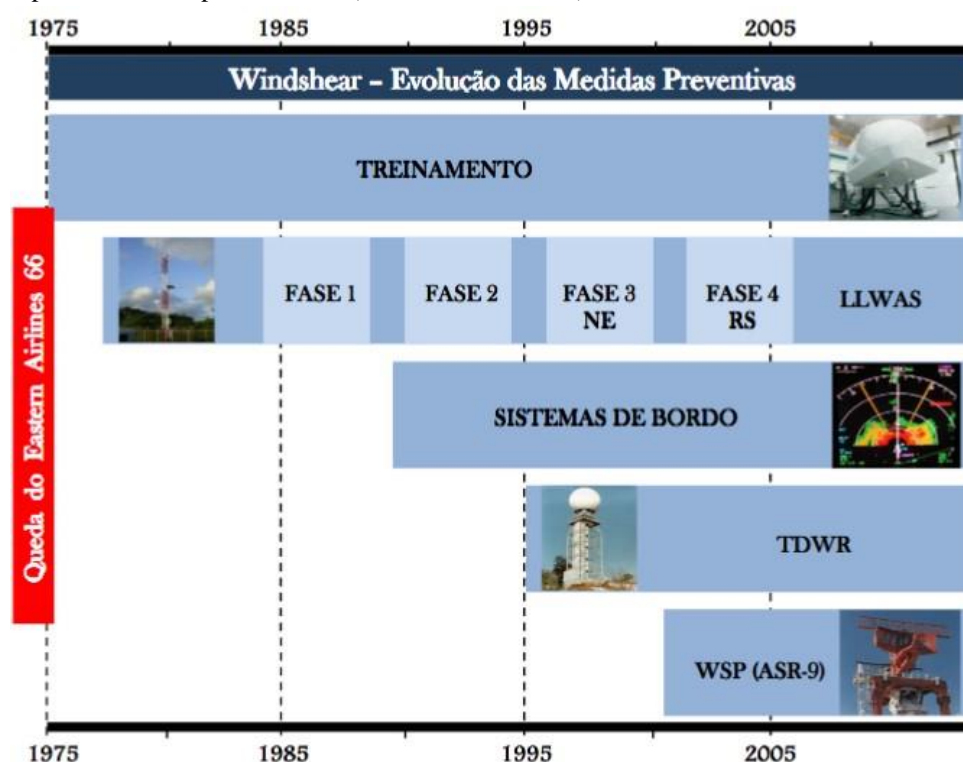 1975 1985 1995 2005
Windshear – Evolução das Medidas Preventivas
TREINAMENTO
Queda do Eastern Airlines 66
FASE 1 FASE 2 FASE 3 FASE 4 LLWAS
NE RS
SISTEMAS DE BORDO
TDWR
WSP (ASR-9)
1975 1985 1995 2005